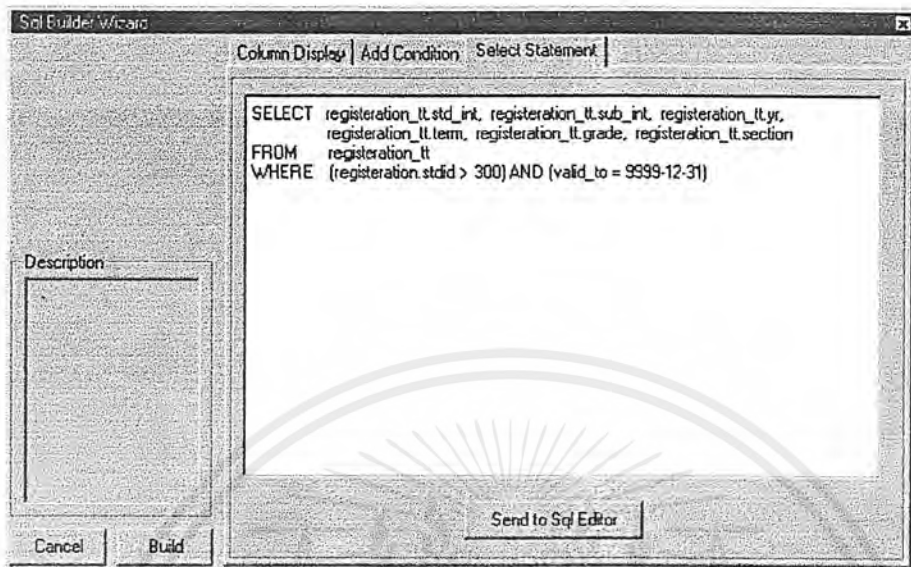 Sql Builder Wizard
Column Display Add Condition Select Statement
SELECT registeration_tt.std_int, registeration_tt.sub_int, registeration_tt.yr,
registeration_tt.term, registeration_tt.grade, registeration_tt.section
FROM registeration_tt
WHERE (registeration.stdid > 300) AND (valid_to = 9999-12-31)
Description
Send to Sql Editor
Cancel Build